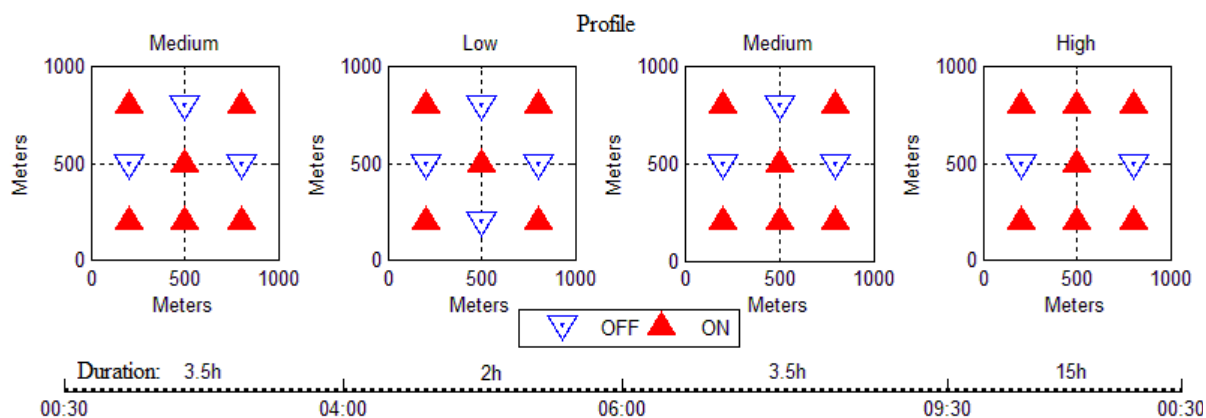 Profile
Medium Low Medium High
1000 1000 1000 1000
Meters Meters Meters Meters
500 500 500 500
0 0 0 0
0 500 1000 0 500 1000 0 500 1000 0 500 1000
Meters Meters Meters Meters
OFF ON
Duration: 3.5h 2h 3.5h 15h
00:30 04:00 06:00 09:30 00:30